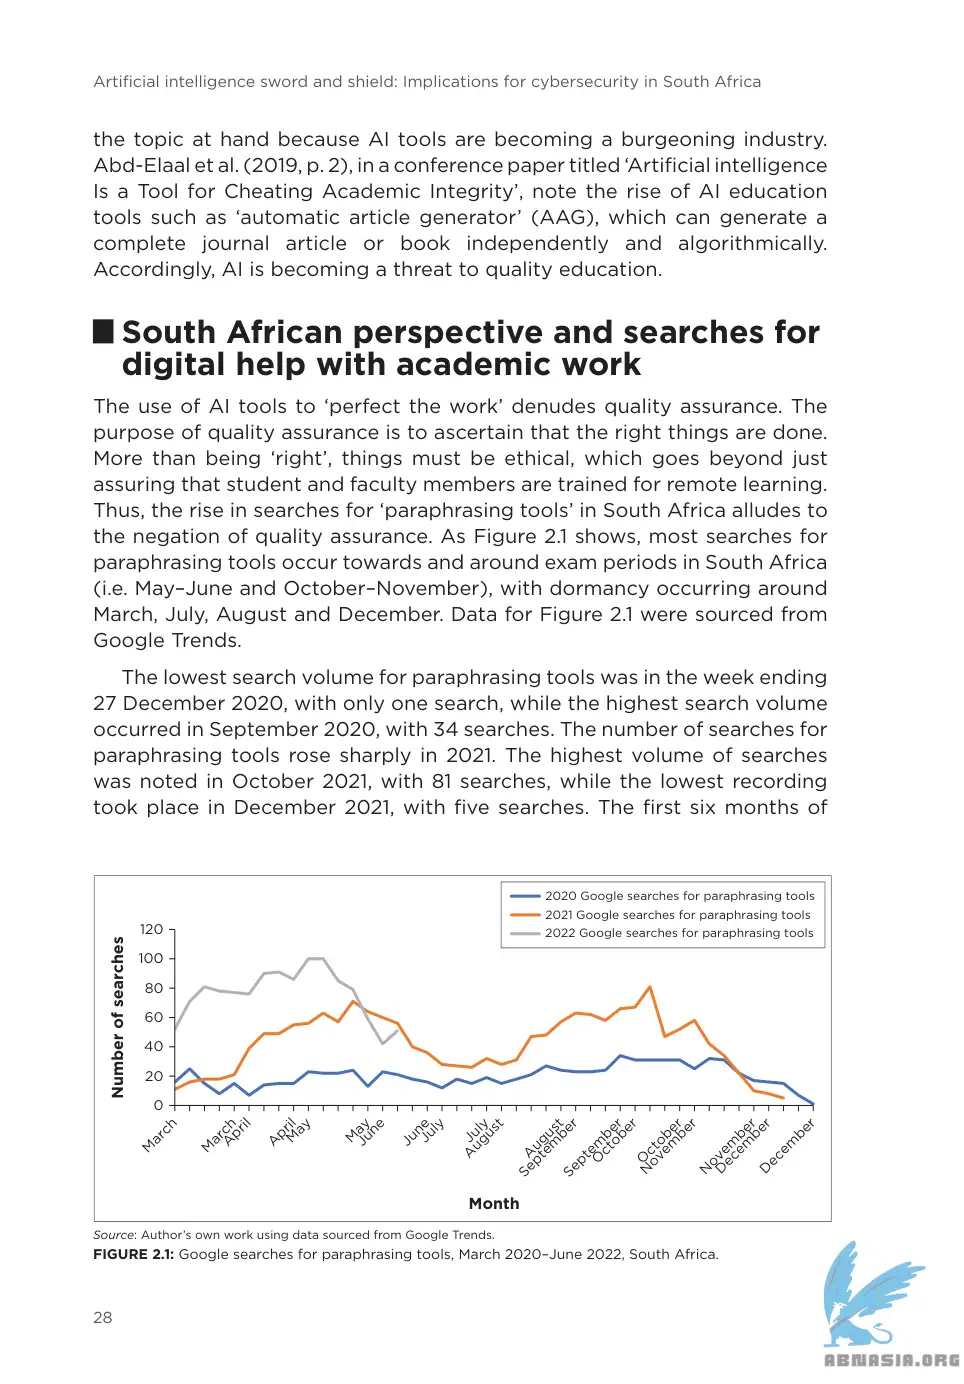 Artificial intelligence sword and shield: Implications for cybersecurity in South Africa
the topic at hand because AI tools are becoming a burgeoning industry.
Abd-Elaal et al. (2019, p. 2), in a conference paper titled ‘Artificial intelligence
Is a Tool for Cheating Academic Integrity’, note the rise of AI education
tools such as ‘automatic article generator’ (AAG), which can generate a
complete journal article or book independently and algorithmically.
Accordingly, AI is becoming a threat to quality education.
South African perspective and searches for
digital help with academic work
The use of AI tools to ‘perfect the work’ denudes quality assurance. The
purpose of quality assurance is to ascertain that the right things are done.
More than being ‘right’, things must be ethical, which goes beyond just
assuring that student and faculty members are trained for remote learning.
Thus, the rise in searches for ‘paraphrasing tools’ in South Africa alludes to
the negation of quality assurance. As Figure 2.1 shows, most searches for
paraphrasing tools occur towards and around exam periods in South Africa
(i.e. May–June and October–November), with dormancy occurring around
March, July, August and December. Data for Figure 2.1 were sourced from
Google Trends.
The lowest search volume for paraphrasing tools was in the week ending
27 December 2020, with only one search, while the highest search volume
occurred in September 2020, with 34 searches. The number of searches for
paraphrasing tools rose sharply in 2021. The highest volume of searches
was noted in October 2021, with 81 searches, while the lowest recording
took place in December 2021, with five searches. The first six months of
2020 Google searches for paraphrasing tools
2021 Google searches for paraphrasing tools
2022 Google searches for paraphrasing tools
Number of searches
120
100
80
60
40
20
0
March
March
April
April
May
May
June
June
July
July
August
August
September
September
October
October
November
November
December
December
Month
Source: Author’s own work using data sourced from Google Trends.
FIGURE 2.1: Google searches for paraphrasing tools, March 2020–June 2022, South Africa.
28
ABNASIA.ORG